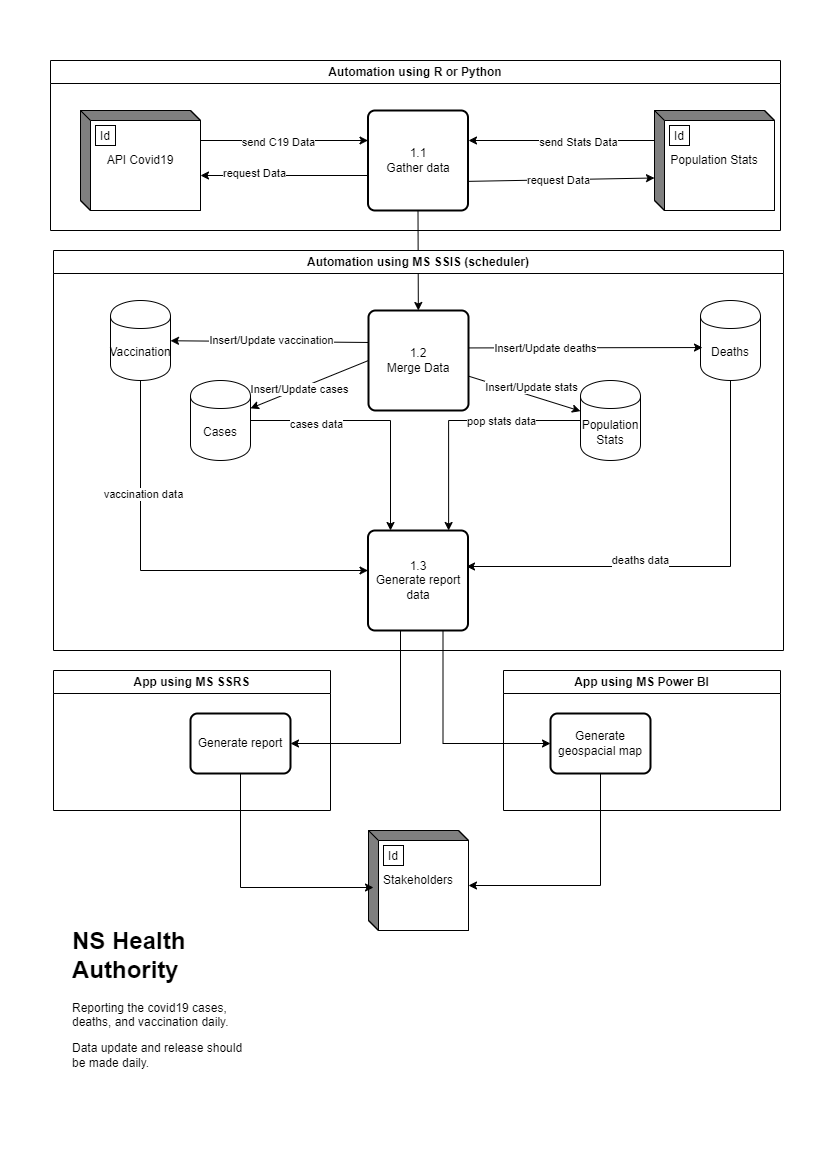 Automation using R or Python
Id
API Covid19
send C19 Data
request Data
1.1
Gather data
send Stats Data
request Data
Id
Population Stats
Automation using MS SSIS (scheduler)
Vaccination
Insert/Update vaccination
1.2
Merge Data
Insert/Update deaths
Deaths
Insert/Update cases
Insert/Update stats
Cases
cases data
pop stats data
Population
Stats
vaccination data
1.3
Generate report
data
deaths data
App using MS SSRS
Generate report
App using MS Power BI
Generate
geospacial map
Id
Stakeholders
NS Health
Authority
Reporting the covid19 cases,
deaths, and vaccination daily.
Data update and release should
be made daily.